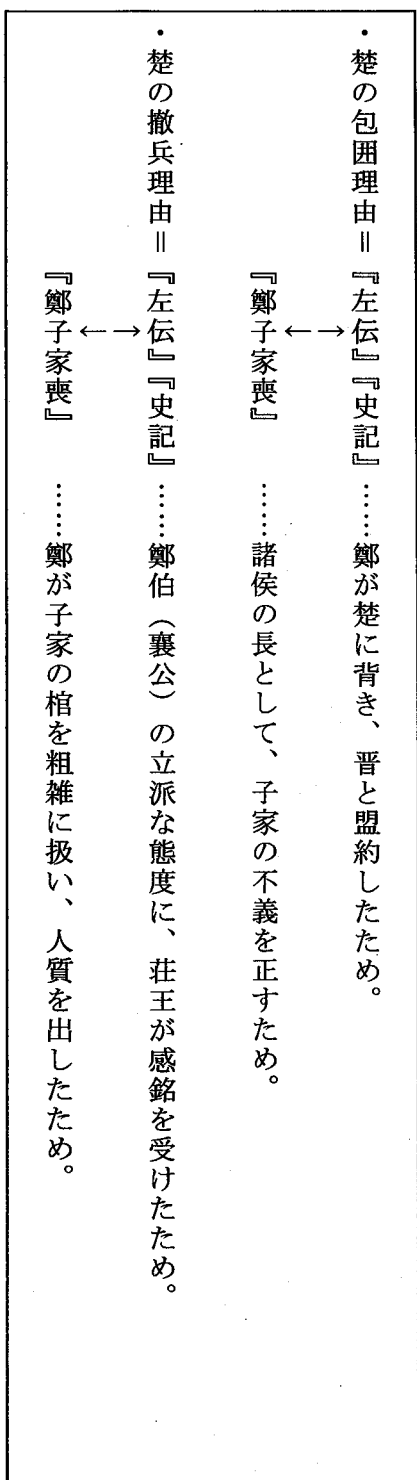 ・楚の包囲理由＝『左伝』『史記』……鄭が楚に背き、晋と盟約したため。
←→
『鄭子家喪』……諸侯の長として、子家の不義を正すため。
・楚の撤兵理由＝『左伝』『史記』……鄭伯（襄公）の立派な態度に、荘王が感銘を受けたため。
←→
『鄭子家喪』……鄭が子家の棺を粗雑に扱い、人質を出したため。